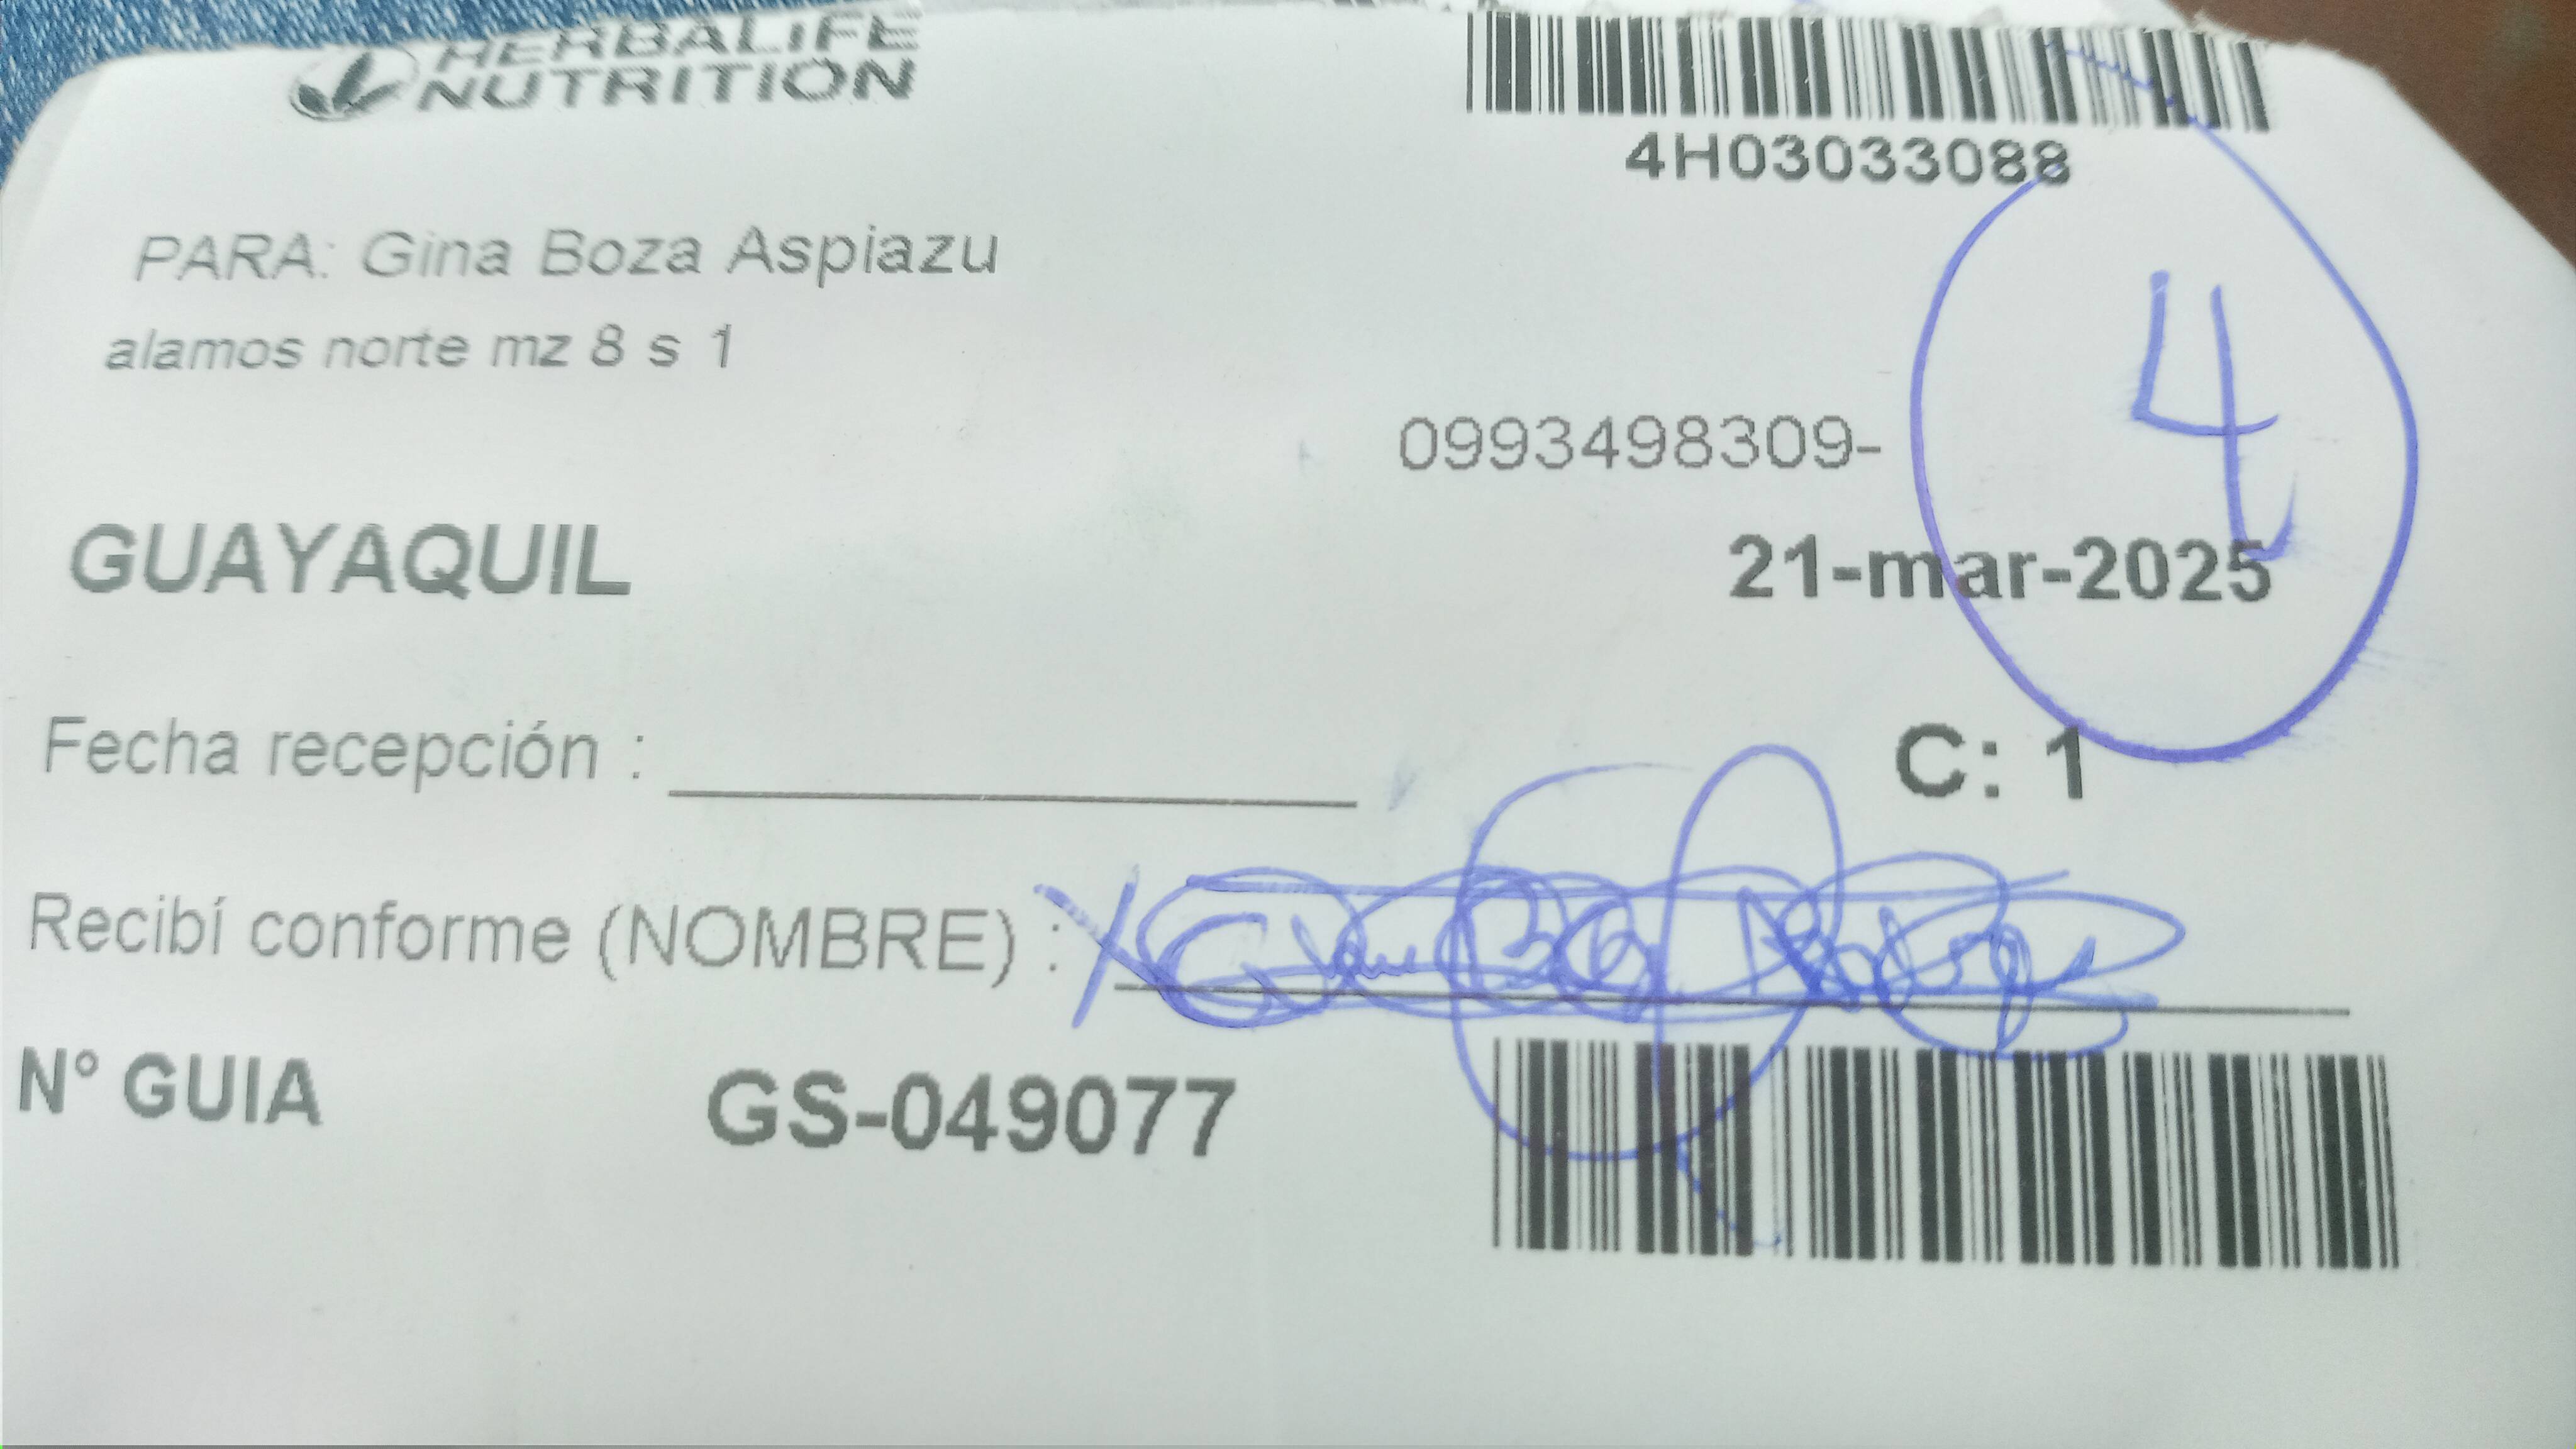 HERBALIFE
NUTRITION
4H03033088
PARA: Gina Boza Aspiazu
alamos norte mz 8 s 1
4
0993498309-
GUAYAQUIL
21-mar-2025
Fecha recepción :
C: 1
Recibí conforme (NOMBRE) :
N° GUIA GS-049077